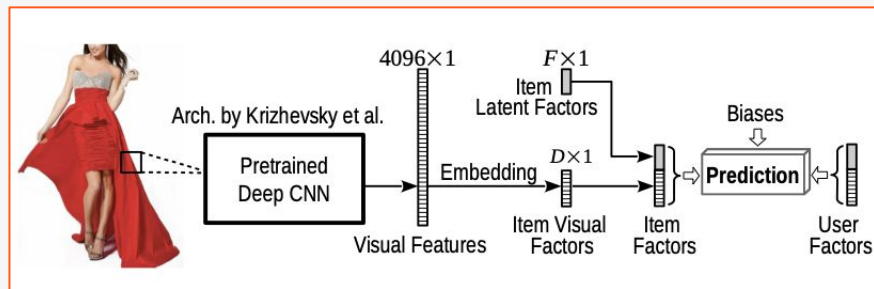 4096×1
F×1
Item
Latent Factors
Arch. by Krizhevsky et al.
Biases
Pretrained
Deep CNN
Embedding
D×1
Prediction
Visual Features
Item Visual
Factors
Item
Factors
User
Factors